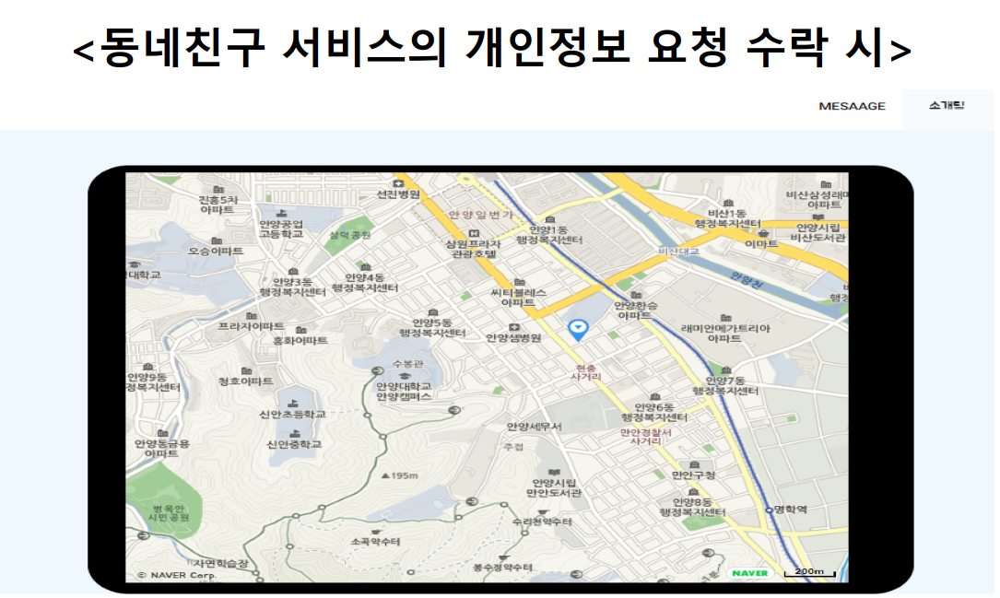 <동네친구 서비스의 개인정보 요청 수락 시>
MESAAGE
소개팅
진흥5차
아파트
선진병원
비산삼성래미
아파트
안양공업
고등학교
안양일번가
비산1동
행정복지센터
삼덕공원
안양1동
행정복지센터
안양시립
비산도서관
오승아파트
삼원프라자
관광호텔
이마트
비산대교
대학교
안양3동
행정복지센터
안양4동
행정복지센터
안양천
씨티블레스
아파트
안양한승
아파트
행정
프라자아파트
홍화아파트
안양5동
행정복지센터
안양샘병원
래미안메가트리아
아파트
수봉관
현충
사거리
안양9동
정복지센터
청호아파트
안양대학교
안양캠퍼스
안양7동
행정복지센터
신안초등학교
안양6동
행정복지센터
안양세무서
만안경찰서
사거리
안양동금용
아파트
신안중학교
주접
195m
안양시립
만안도서관
만안구청
병목안
시민공원
안양8동
행정복지센터
명학역
수리천약수터
소곡약수터
자연학습장
봉수정약수터
© NAVER Corp.
NAVER
200m